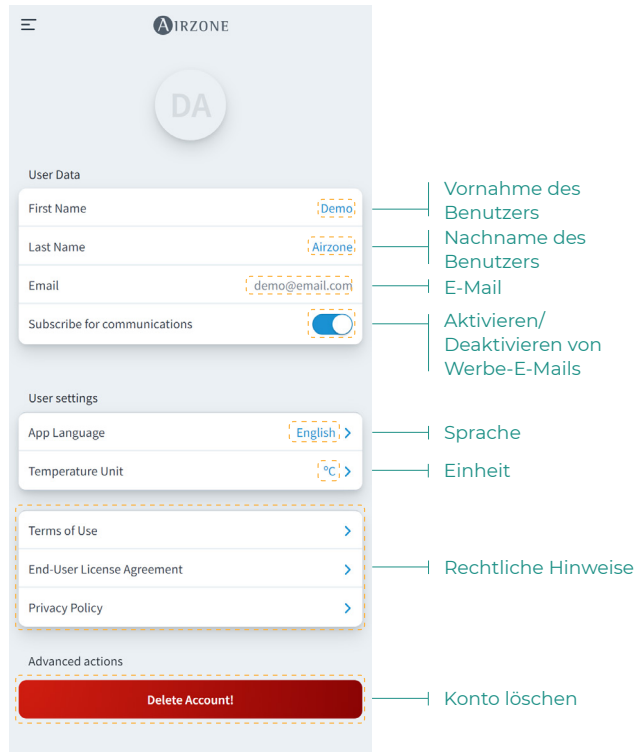 AIRZONE
DA
User Data
First Name Demo
Vornahme des
Benutzers
Last Name Airzone
Nachname des
Benutzers
Email demo@email.com
E-Mail
Subscribe for communications
Aktivieren/
Deaktivieren von
Werbe-E-Mails
User settings
App Language English
Sprache
Temperature Unit °C
Einheit
Terms of Use
End-User License Agreement
Rechtliche Hinweise
Privacy Policy
Advanced actions
Delete Account!
Konto löschen